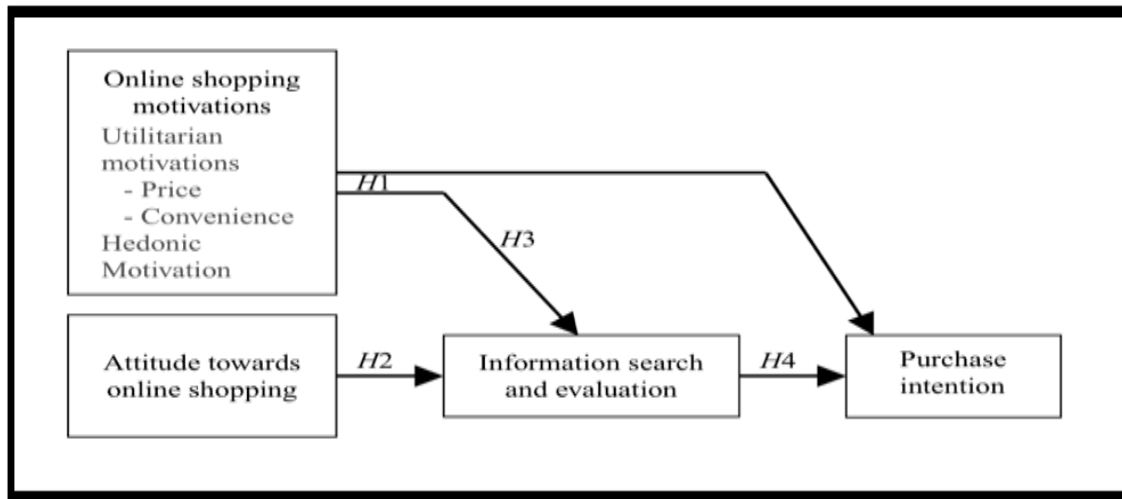 Online shopping
motivations
Utilitarian
motivations
- Price
- Convenience
Hedonic
Motivation
H1
H3
Attitude towards
online shopping
H2
Information search
and evaluation
H4
Purchase
intention